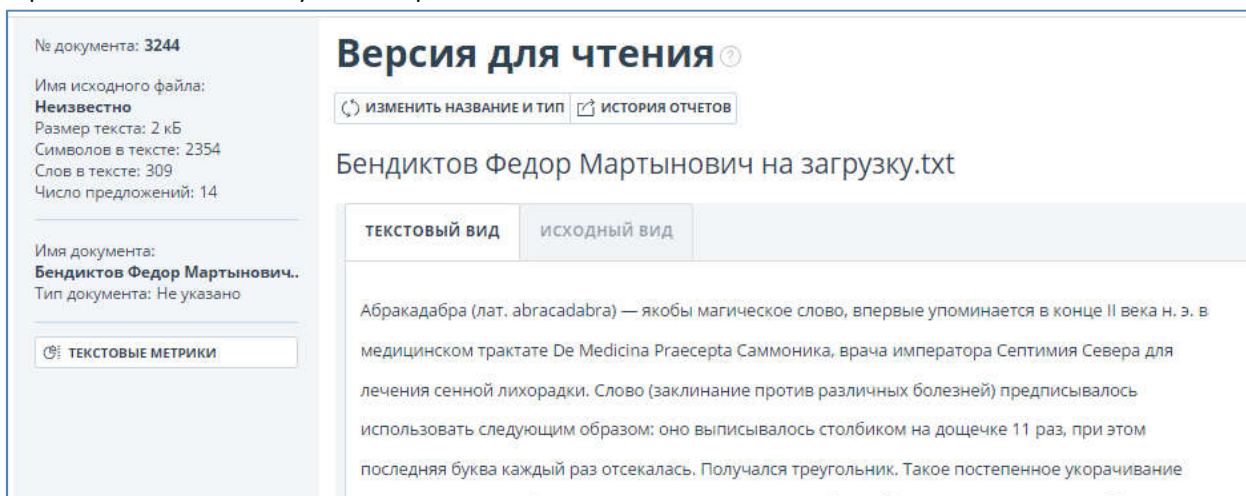 № документа: 3244
Имя исходного файла:
Неизвестно
Размер текста: 2 кБ
Символов в тексте: 2354
Слов в тексте: 309
Число предложений: 14
Имя документа:
Бендиктов Федор Мартынович..
Тип документа: Не указано
ТЕКСТОВЫЕ МЕТРИКИ
Версия для чтения ?
ИЗМЕНИТЬ НАЗВАНИЕ И ТИП ИСТОРИЯ ОТЧЕТОВ
Бендиктов Федор Мартынович на загрузку.txt
ТЕКСТОВЫЙ ВИД ИСХОДНЫЙ ВИД
Абракадабра (лат. abracadabra) — якобы магическое слово, впервые упоминается в конце II века н. э. в
медицинском трактате De Medicina Praecepta Саммоника, врача императора Септимия Севера для
лечения сенной лихорадки. Слово (заклинание против различных болезней) предписывалось
использовать следующим образом: оно выписывалось столбиком на дощечке 11 раз, при этом
последняя буква каждый раз отсекалась. Получался треугольник. Такое постепенное укорачивание